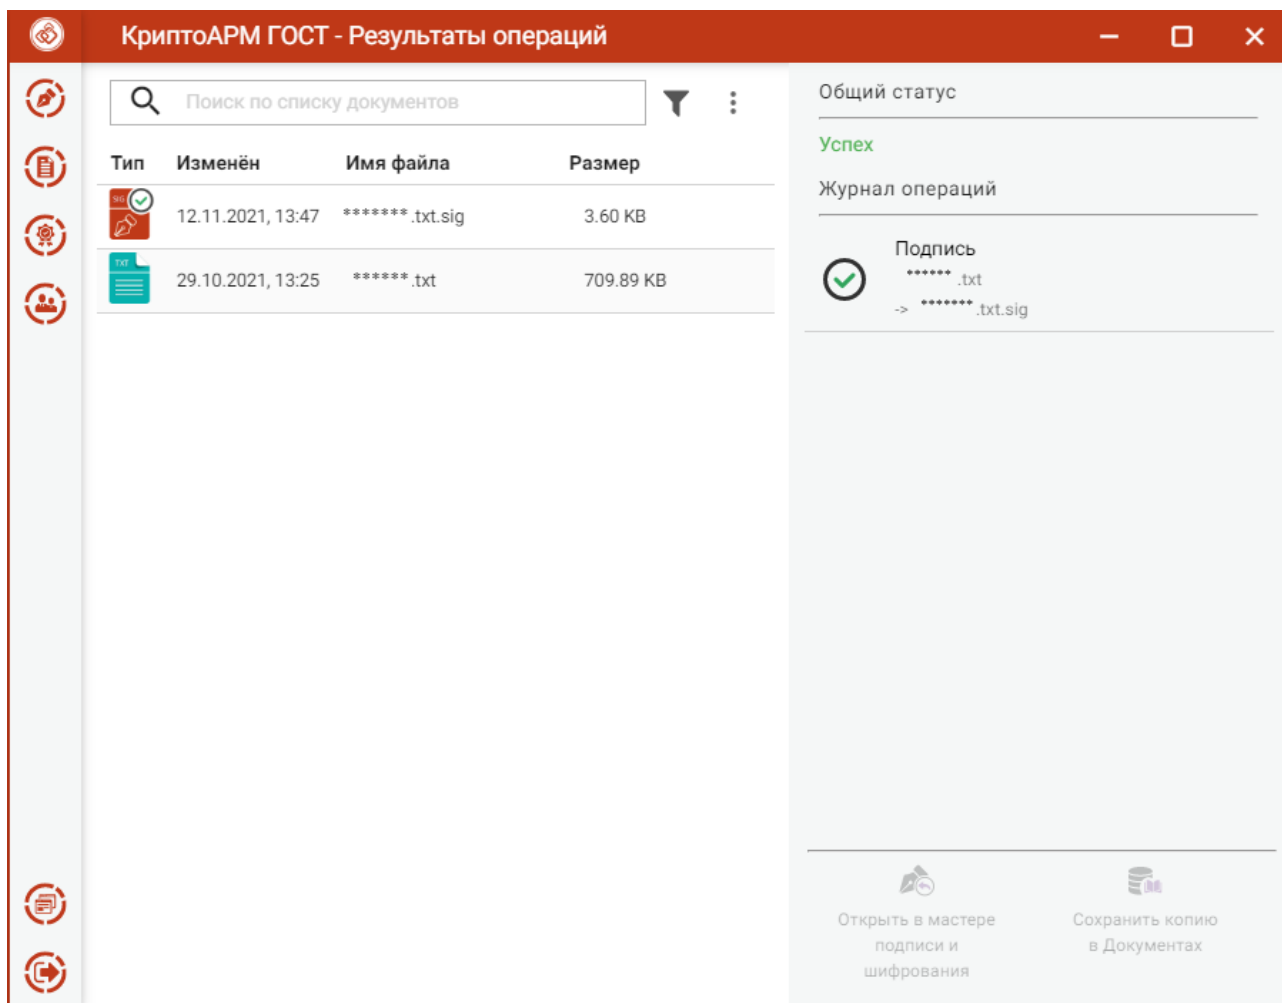 КриптоАРМ ГОСТ - Результаты операций
Поиск по списку документов
Тип Изменён Имя файла Размер
SIG 12.11.2021, 13:47 *******.txt.sig 3.60 KB
TXT 29.10.2021, 13:25 ******.txt 709.89 KB
Общий статус
Успех
Журнал операций
Подпись
******.txt
-> *******.txt.sig
Открыть в мастере
подписи и
шифрования
Сохранить копию
в Документах